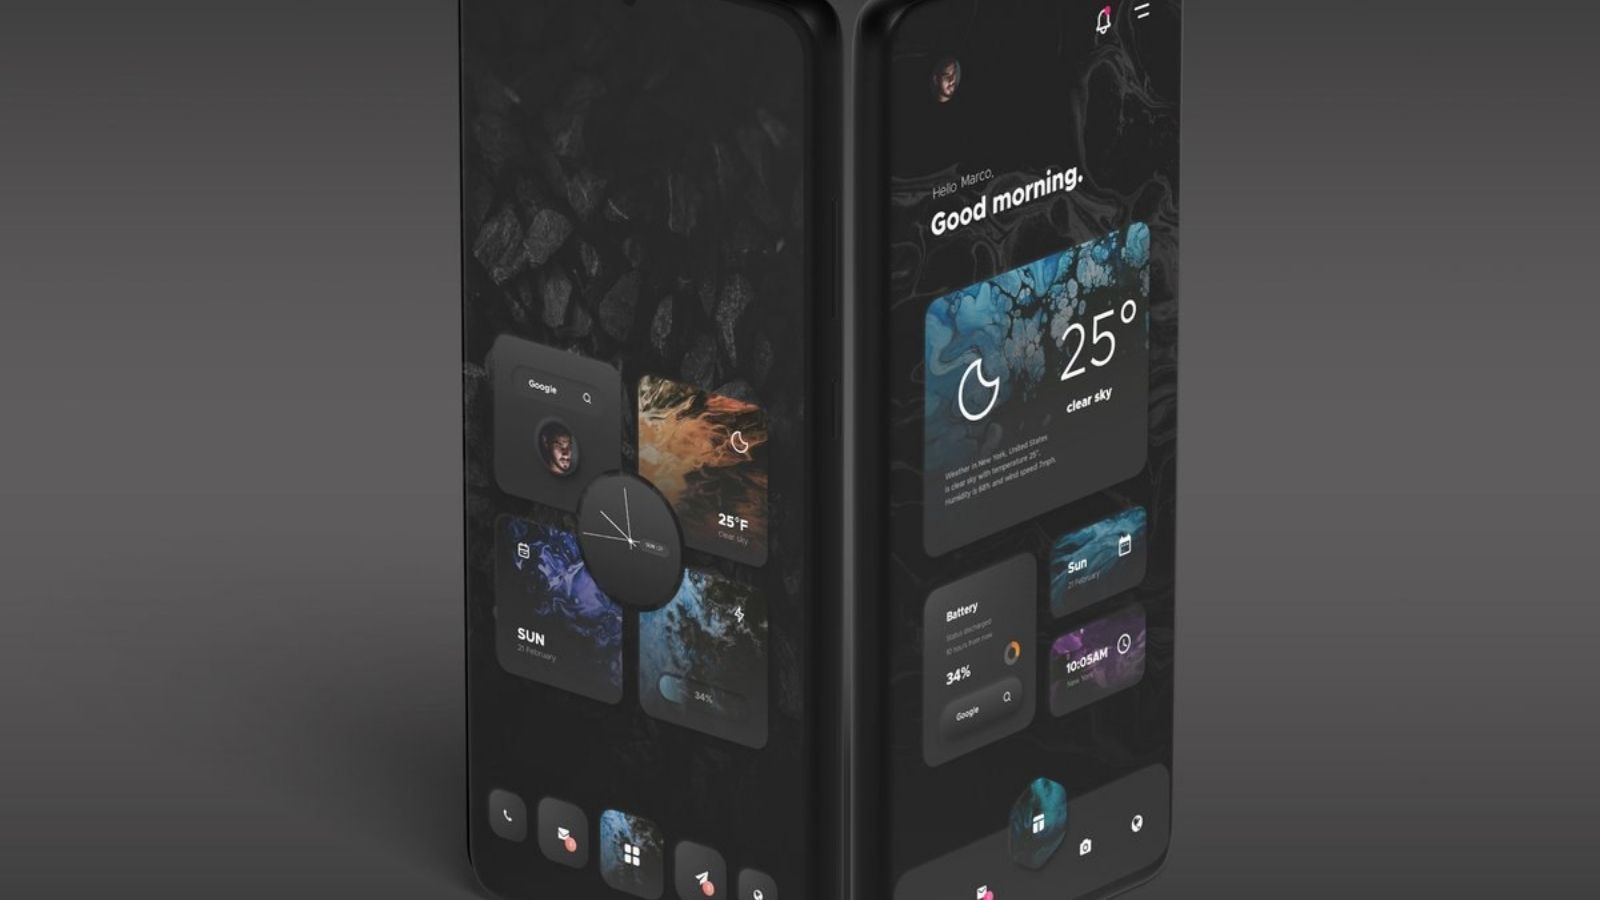 Google
25°F
clear sky
SUN
21 February
34%
Hello Marco,
Good morning.
25°
clear sky
Weather in New York, United States
is clear sky with temperature 25°.
Humidity is 68% and wind speed 7mph.
Battery
Status discharged
10 hours from now
34%
Google
Sun
21 February
10:05AM
New York